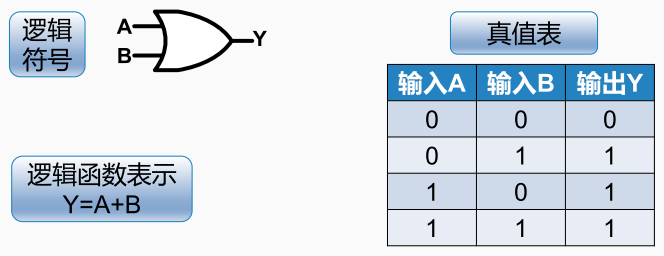 逻辑
符号
A
B
Y
逻辑函数表示
Y=A+B
真值表
输入A 输入B 输出Y
0 0 0
0 1 1
1 0 1
1 1 1